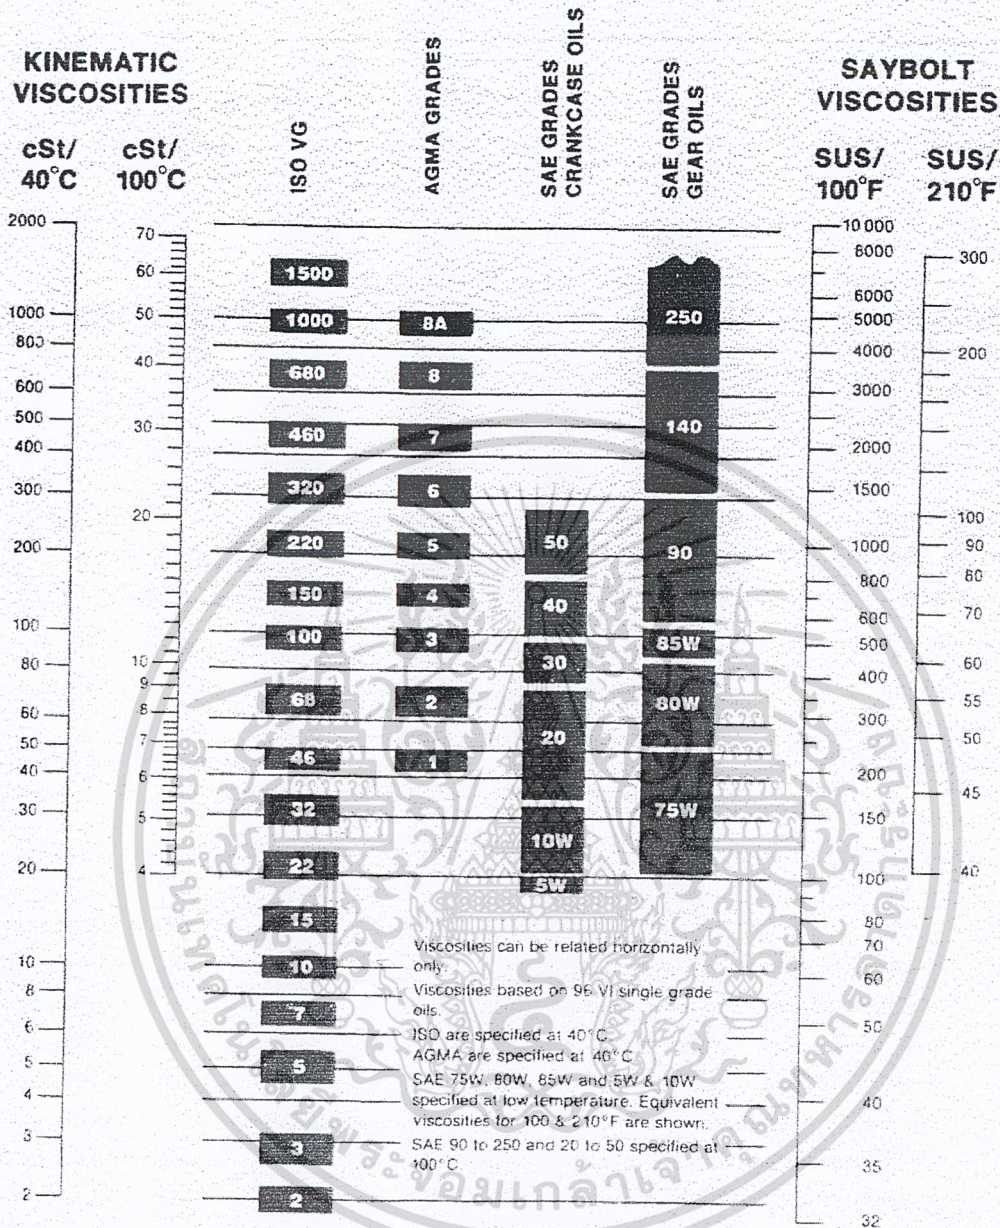 KINEMATIC
VISCOSITIES
cSt/
40°C
cSt/
100°C
ISO VG
AGMA GRADES
SAE GRADES
CRANKCASE OILS
SAE GRADES
GEAR OILS
SAYBOLT
VISCOSITIES
SUS/
100°F
SUS/
210°F
2000
1000
800
600
500
400
300
200
100
80
60
50
40
30
20
10
8
6
5
4
3
2
70
60
50
40
30
20
10
9
8
7
6
5
4
1500
1000
680
460
320
220
150
100
68
46
32
22
15
10
7
5
3
2
8A
8
7
6
5
4
3
2
1
50
40
30
20
10W
5W
250
140
90
85W
80W
75W
10 000
8000
6000
5000
4000
3000
2000
1500
1000
800
600
500
400
300
200
150
100
80
70
60
50
40
35
32
300
200
100
90
80
70
60
55
50
45
40
Viscosities can be related horizontally
only.
Viscosities based on 96 VI single grade
oils.
ISO are specified at 40°C.
AGMA are specified at 40°C
SAE 75W, 80W, 85W and 5W & 10W
specified at low temperature. Equivalent
viscosities for 100 & 210°F are shown.
SAE 90 to 250 and 20 to 50 specified at
100°C.